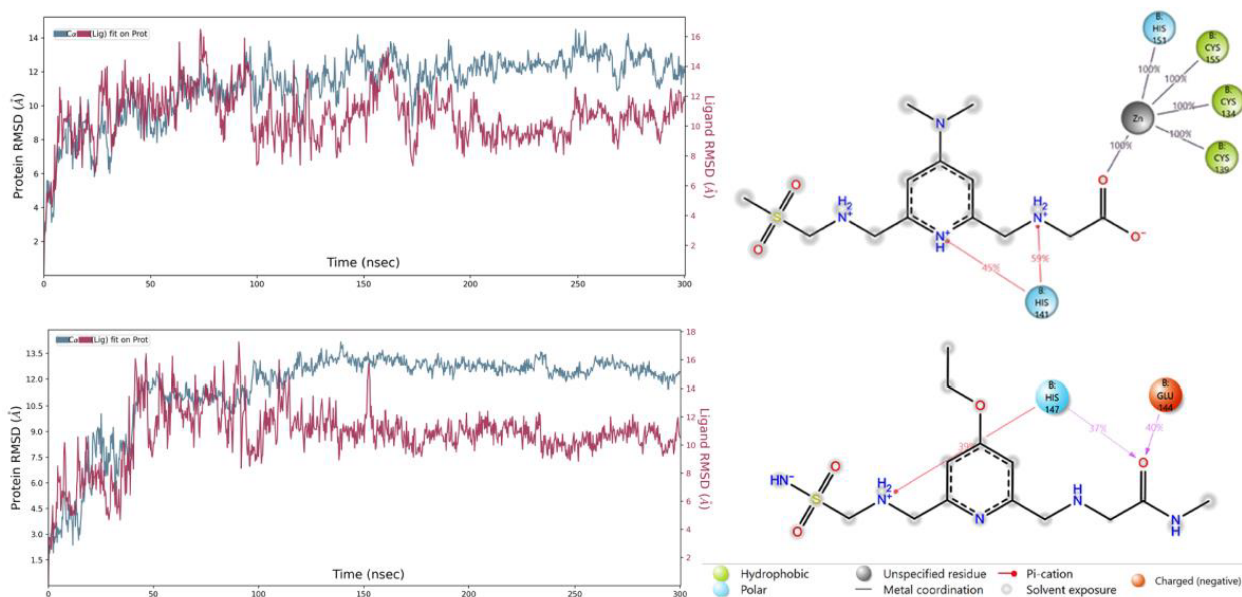 Cα (Lig) fit on Prot
Protein RMSD (Å)
14
12
10
8
6
4
2
16
14
12
10
8
6
4
2
Ligand RMSD (Å)
Time (nsec)
0
50
100
150
200
250
300
B:
HIS
151
B:
CYS
155
B:
CYS
134
B:
CYS
139
Zn
100%
100%
100%
100%
100%
N
O
S
O
H2
N+
N+
H
H2
N+
O
O−
45%
59%
B:
HIS
141
Cα (Lig) fit on Prot
Protein RMSD (Å)
13.5
12.0
10.5
9.0
7.5
6.0
4.5
3.0
1.5
18
16
14
12
10
8
6
4
2
Ligand RMSD (Å)
Time (nsec)
0
50
100
150
200
250
300
B:
HIS
147
B:
GLU
144
39%
37%
40%
O
O
HN−
S
O
H2
N+
N
H
N
O
N
H
Hydrophobic
Unspecified residue
Pi-cation
Charged (negative)
Polar
Metal coordination
Solvent exposure